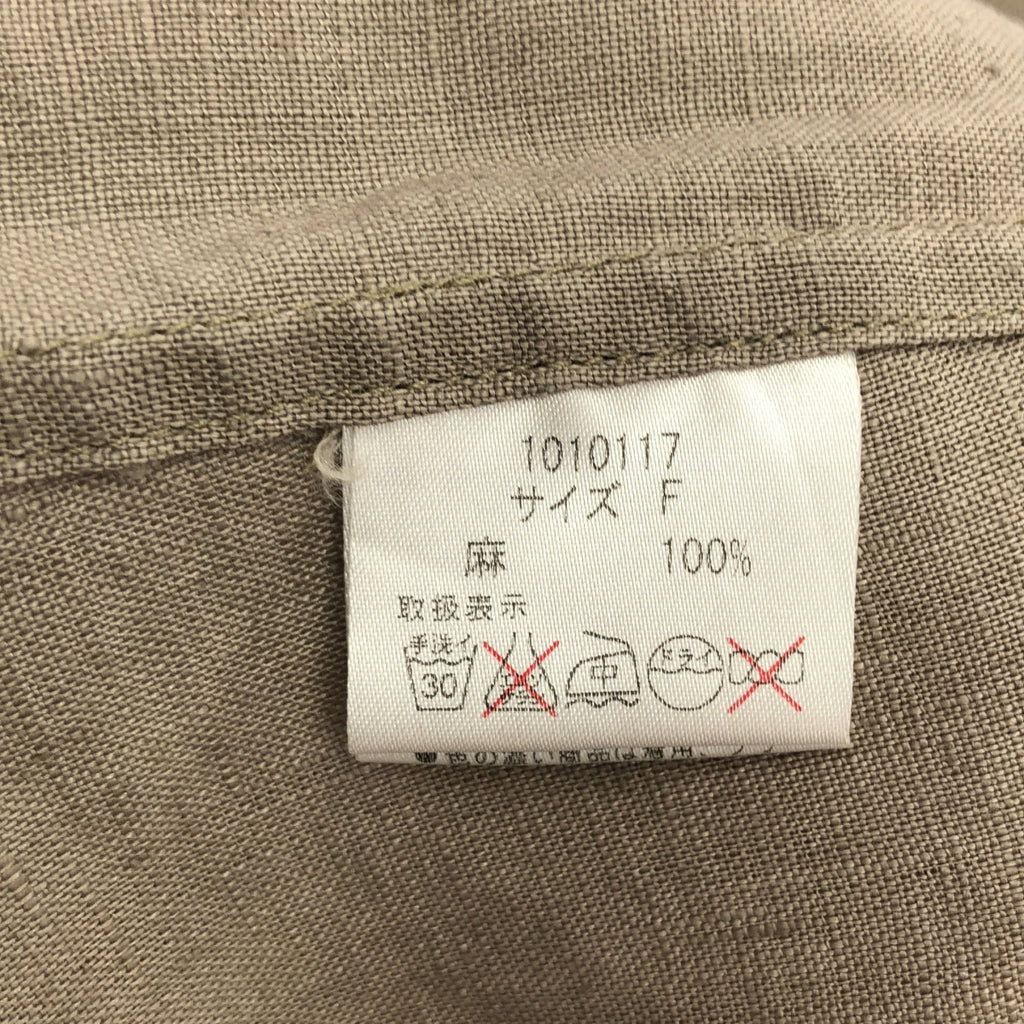 1010117
サイズ F
麻 100%
取扱表示
手洗イ
30
中
ドライ